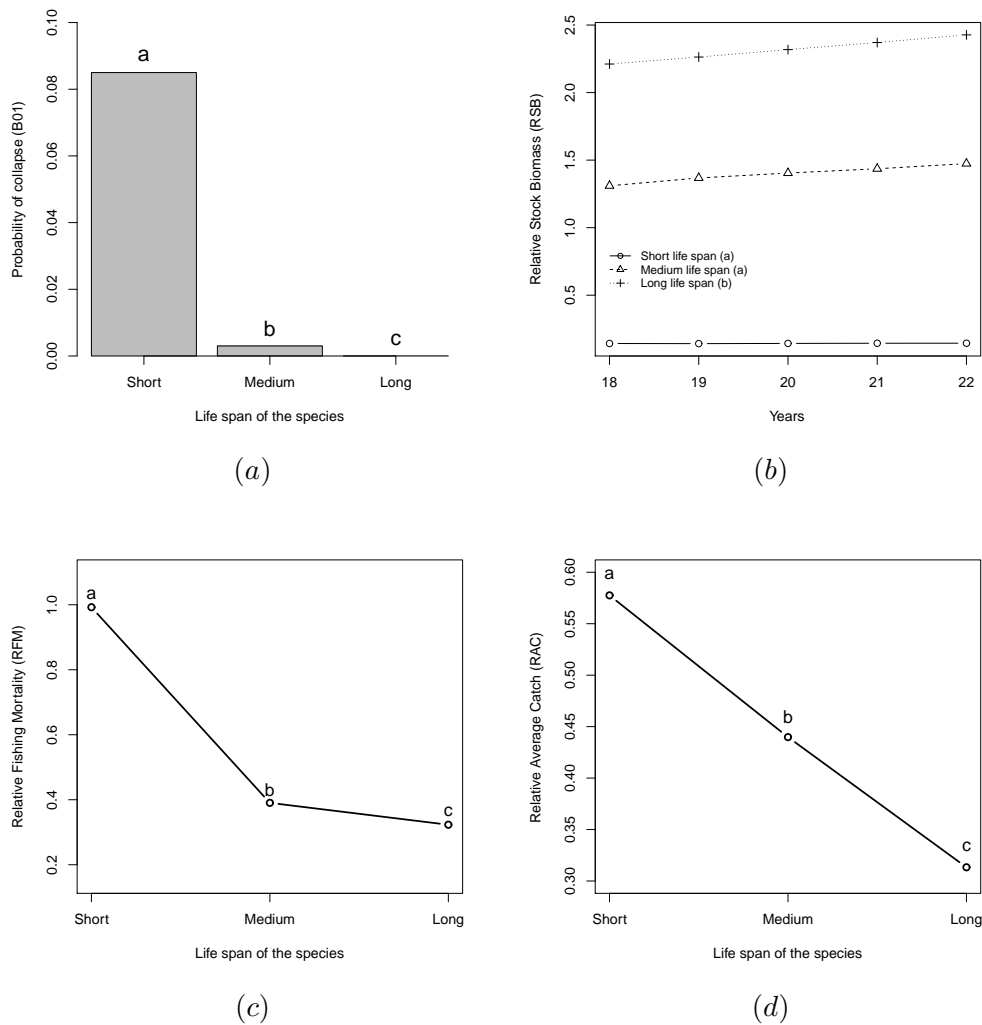 Probability of collapse (B01)
0.00 0.02 0.04 0.06 0.08 0.10
a
b
c
Short Medium Long
Life span of the species
(a)
Relative Stock Biomass (RSB)
0.5 1.0 1.5 2.0 2.5
Short life span (a)
Medium life span (a)
Long life span (b)
18 19 20 21 22
Years
(b)
Relative Fishing Mortality (RFM)
0.2 0.4 0.6 0.8 1.0
a
b
c
Short Medium Long
Life span of the species
(c)
Relative Average Catch (RAC)
0.30 0.35 0.40 0.45 0.50 0.55 0.60
a
b
c
Short Medium Long
Life span of the species
(d)